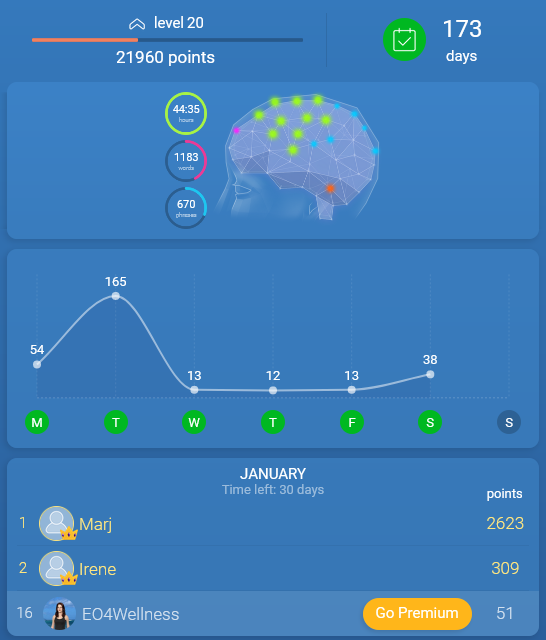 level 20
21960 points
173
days
44:35
hours
1183
words
670
phrases
165
54
13
12
13
38
M T W T F S S
JANUARY
Time left: 30 days
points
1 Marj 2623
2 Irene 309
16 EO4Wellness Go Premium 51